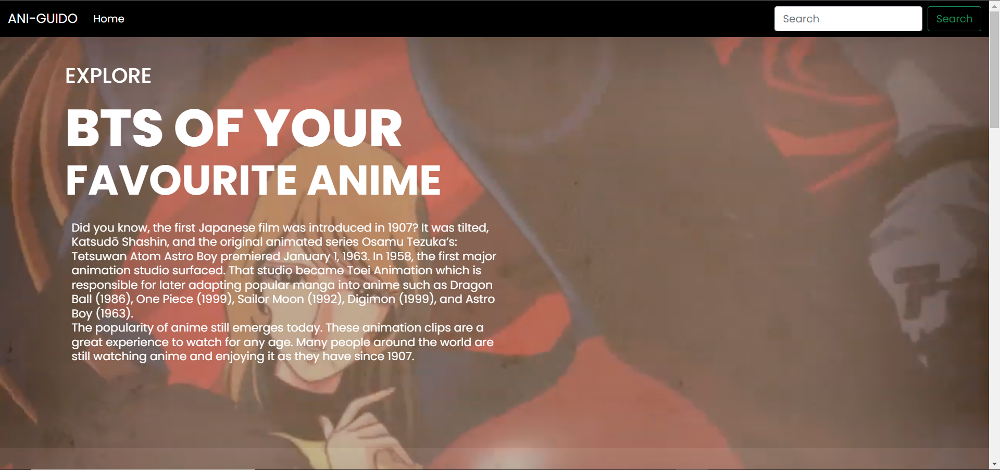 ANI-GUIDO Home Search Search
EXPLORE
BTS OF YOUR
FAVOURITE ANIME
Did you know, the first Japanese film was introduced in 1907? It was tilted,
Katsudō Shashin, and the original animated series Osamu Tezuka’s:
Tetsuwan Atom Astro Boy premiered January 1, 1963. In 1958, the first major
animation studio surfaced. That studio became Toei Animation which is
responsible for later adapting popular manga into anime such as Dragon
Ball (1986), One Piece (1999), Sailor Moon (1992), Digimon (1999), and Astro
Boy (1963).
The popularity of anime still emerges today. These animation clips are a
great experience to watch for any age. Many people around the world are
still watching anime and enjoying it as they have since 1907.